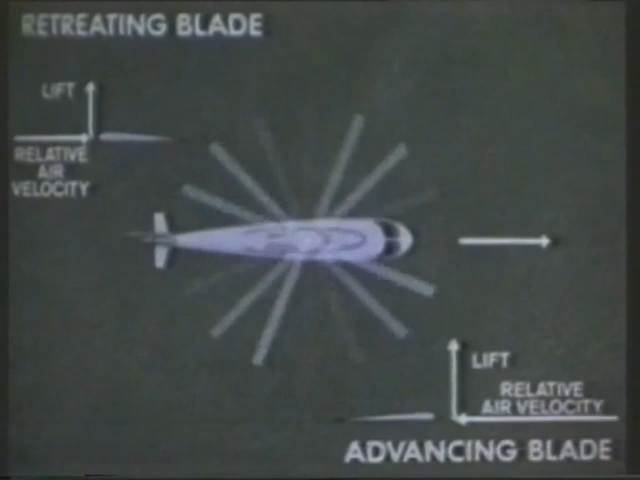 RETREATING BLADE
LIFT
RELATIVE
AIR
VELOCITY
LIFT
RELATIVE
AIR VELOCITY
ADVANCING BLADE